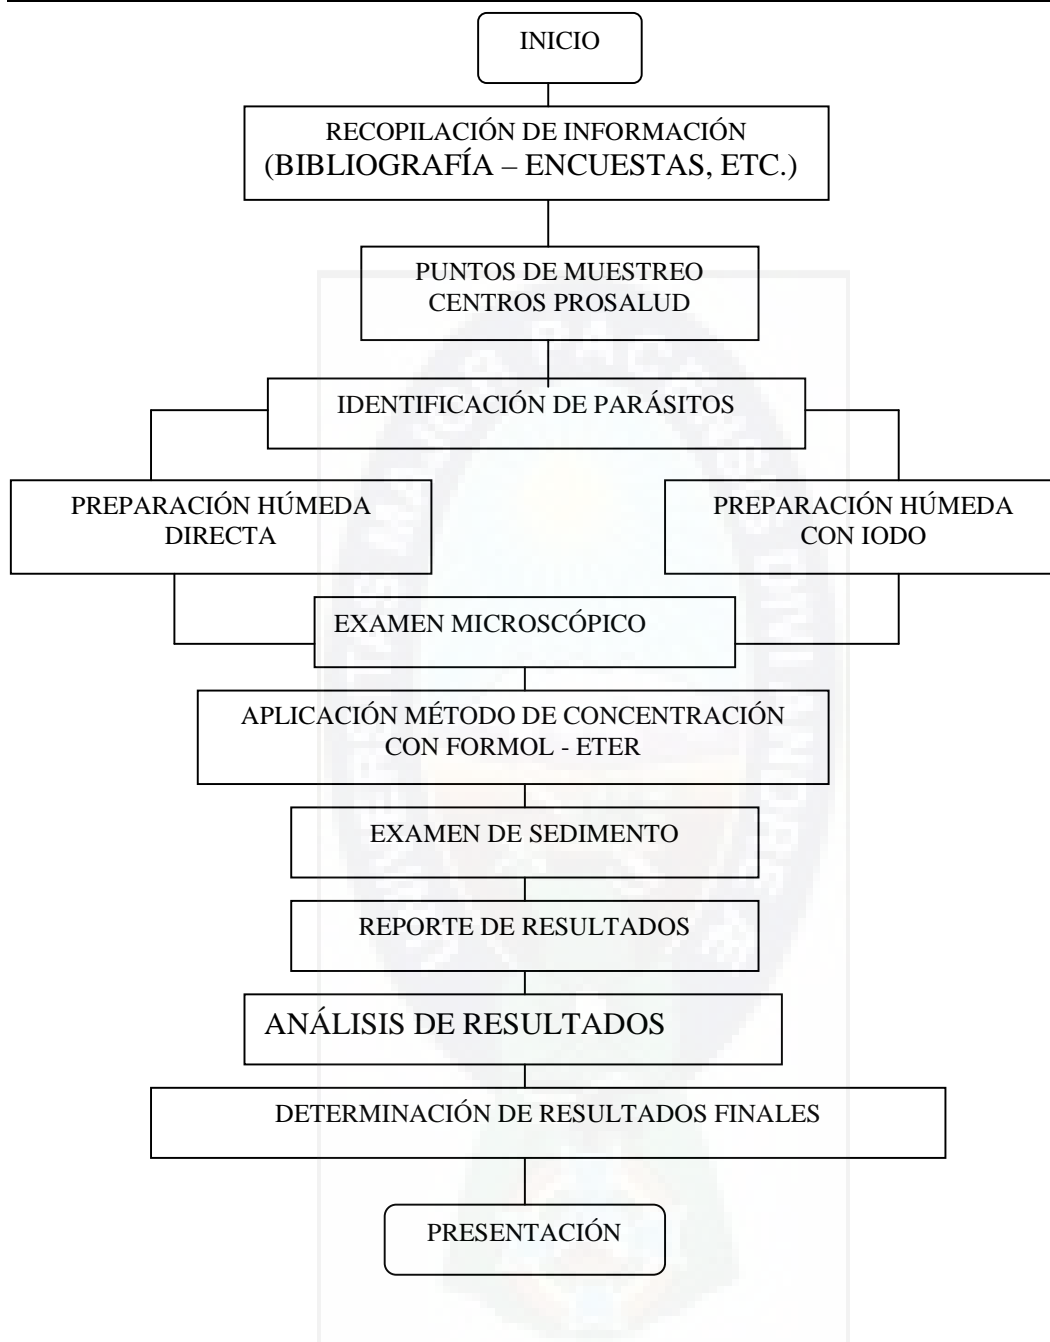 INICIO
RECOPILACIÓN DE INFORMACIÓN
(BIBLIOGRAFÍA – ENCUESTAS, ETC.)
PUNTOS DE MUESTREO
CENTROS PROSALUD
IDENTIFICACIÓN DE PARÁSITOS
PREPARACIÓN HÚMEDA
DIRECTA
PREPARACIÓN HÚMEDA
CON IODO
EXAMEN MICROSCÓPICO
APLICACIÓN MÉTODO DE CONCENTRACIÓN
CON FORMOL - ETER
EXAMEN DE SEDIMENTO
REPORTE DE RESULTADOS
ANÁLISIS DE RESULTADOS
DETERMINACIÓN DE RESULTADOS FINALES
PRESENTACIÓN